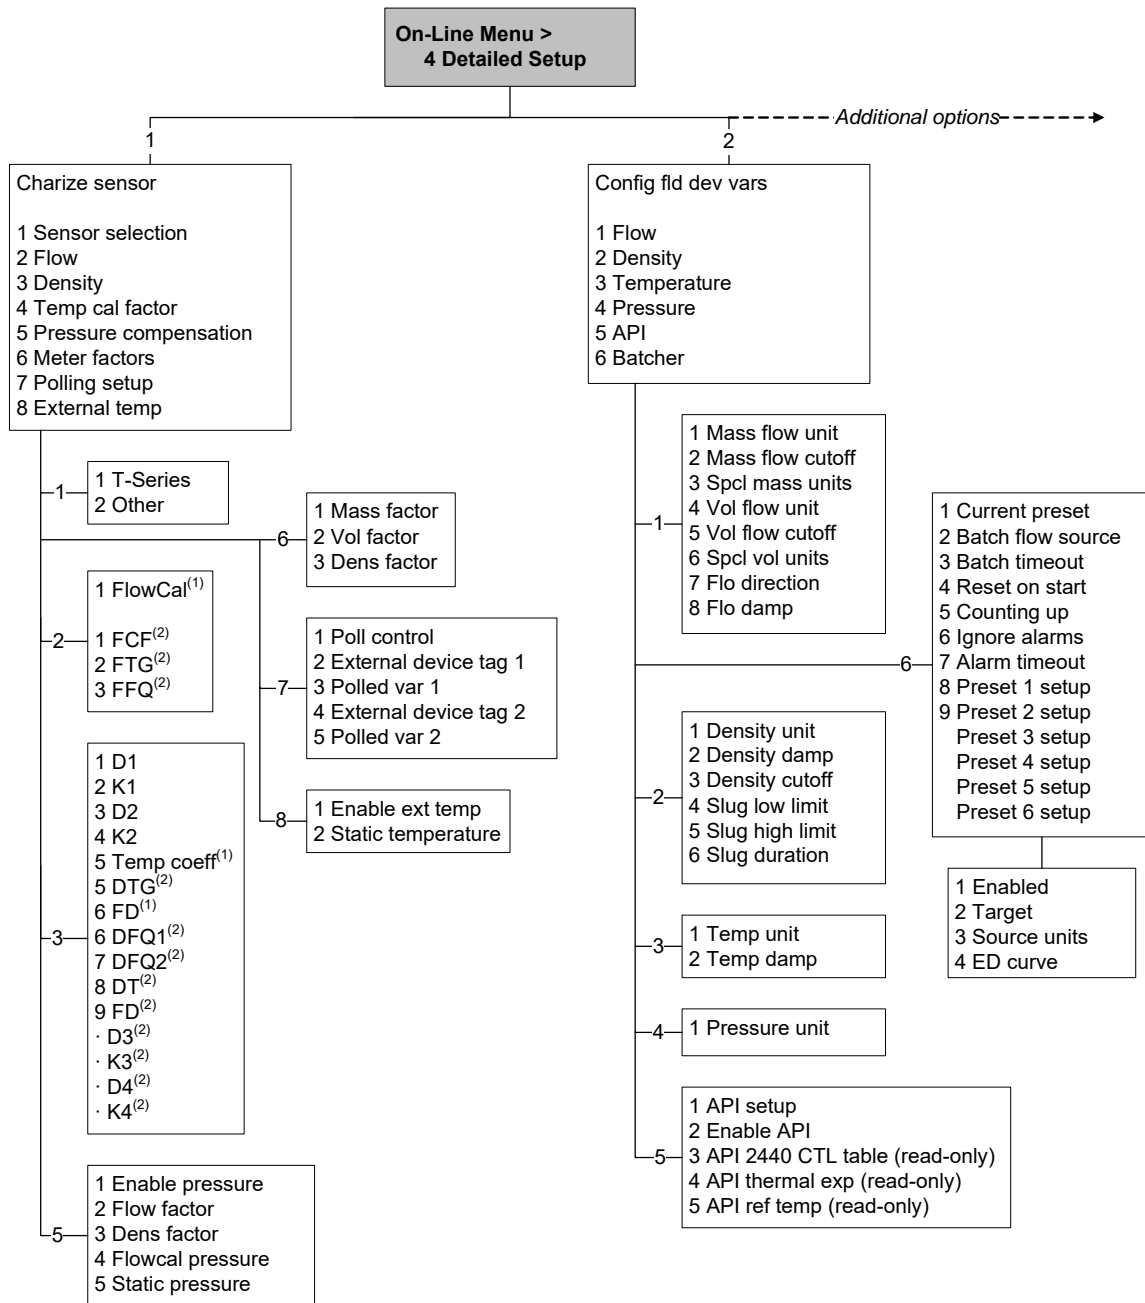 On-Line Menu >
4 Detailed Setup
Additional options
1
2
Charize sensor
1 Sensor selection
2 Flow
3 Density
4 Temp cal factor
5 Pressure compensation
6 Meter factors
7 Polling setup
8 External temp
1
1 T-Series
2 Other
2
1 FlowCal(1)
1 FCF(2)
2 FTG(2)
3 FFQ(2)
3
1 D1
2 K1
3 D2
4 K2
5 Temp coeff(1)
5 DTG(2)
6 FD(1)
6 DFQ1(2)
7 DFQ2(2)
8 DT(2)
9 FD(2)
· D3(2)
· K3(2)
· D4(2)
· K4(2)
5
1 Enable pressure
2 Flow factor
3 Dens factor
4 Flowcal pressure
5 Static pressure
6
1 Mass factor
2 Vol factor
3 Dens factor
7
1 Poll control
2 External device tag 1
3 Polled var 1
4 External device tag 2
5 Polled var 2
8
1 Enable ext temp
2 Static temperature
Config fld dev vars
1 Flow
2 Density
3 Temperature
4 Pressure
5 API
6 Batcher
1
1 Mass flow unit
2 Mass flow cutoff
3 Spcl mass units
4 Vol flow unit
5 Vol flow cutoff
6 Spcl vol units
7 Flo direction
8 Flo damp
2
1 Density unit
2 Density damp
3 Density cutoff
4 Slug low limit
5 Slug high limit
6 Slug duration
3
1 Temp unit
2 Temp damp
4
1 Pressure unit
5
1 API setup
2 Enable API
3 API 2440 CTL table (read-only)
4 API thermal exp (read-only)
5 API ref temp (read-only)
6
1 Current preset
2 Batch flow source
3 Batch timeout
4 Reset on start
5 Counting up
6 Ignore alarms
7 Alarm timeout
8 Preset 1 setup
9 Preset 2 setup
Preset 3 setup
Preset 4 setup
Preset 5 setup
Preset 6 setup
1 Enabled
2 Target
3 Source units
4 ED curve